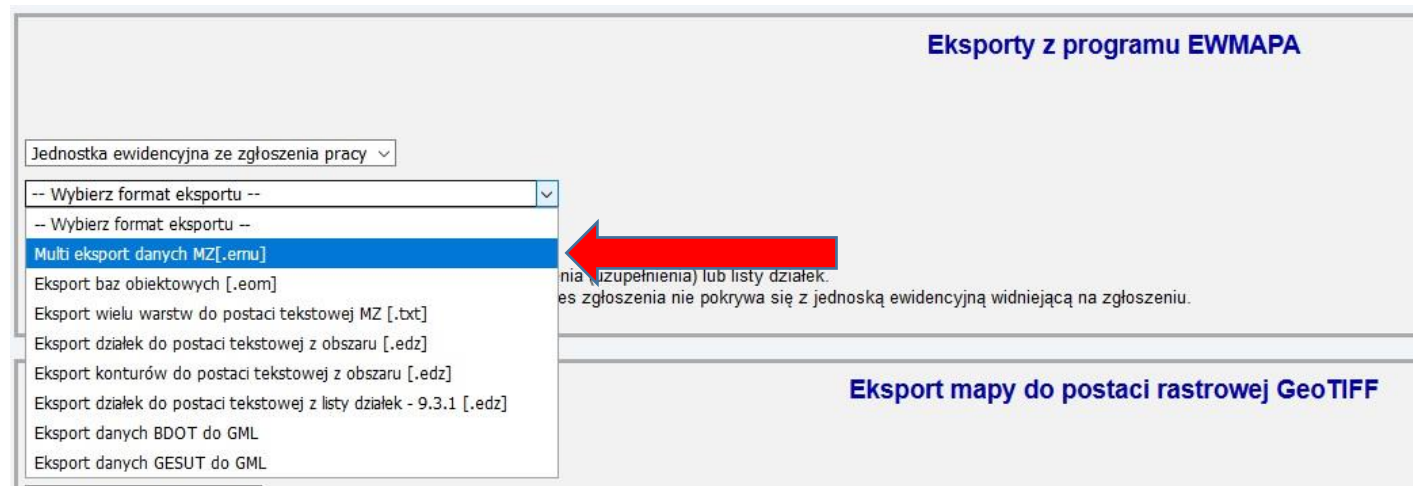 Eksporty z programu EWMAPA
Jednostka ewidencyjna ze zgłoszenia pracy
-- Wybierz format eksportu --
-- Wybierz format eksportu --
Multi eksport danych MZ[.emu]
Eksport baz obiektowych [.eom]
nia (uzupełnienia) lub listy działek.
es zgłoszenia nie pokrywa się z jednoską ewidencyjną widniejącą na zgłoszeniu.
Eksport wielu warstw do postaci tekstowej MZ [.txt]
Eksport działek do postaci tekstowej z obszaru [.edz]
Eksport konturów do postaci tekstowej z obszaru [.edz]
Eksport działek do postaci tekstowej z listy działek - 9.3.1 [.edz]
Eksport danych BDOT do GML
Eksport danych GESUT do GML
Eksport mapy do postaci rastrowej GeoTIFF